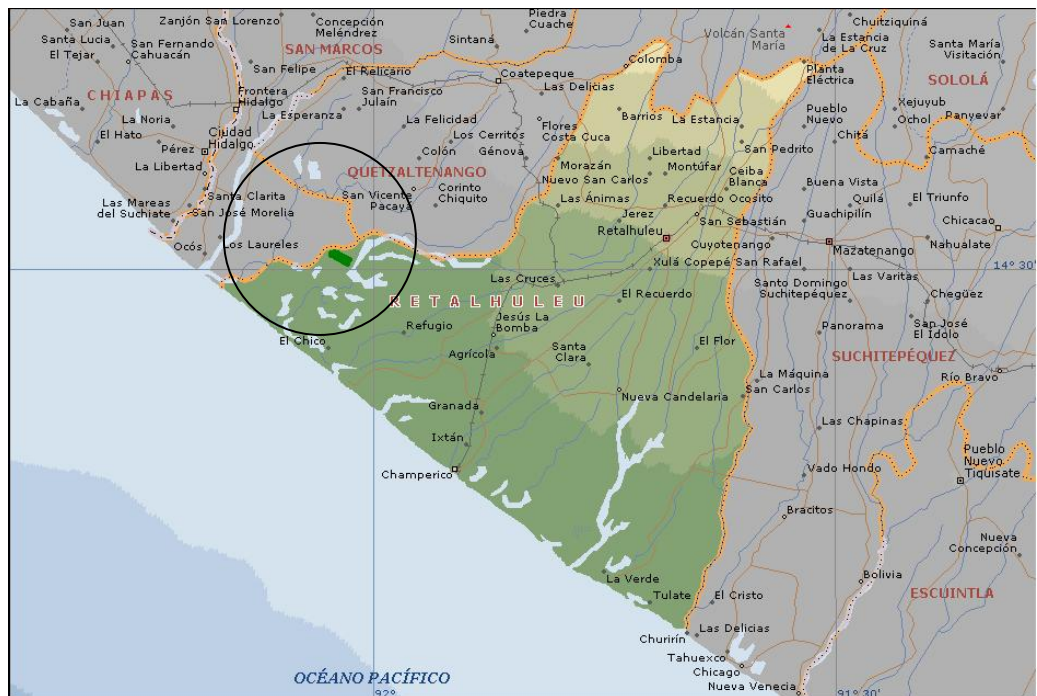 San Juan
Zanjón San Lorenzo
Concepción
Meléndrez
Piedra
Cuache
Chuitziquiná
Santa Lucia
San Fernando
Cahuacán
El Tejar
SAN MARCOS
Sintaná
Volcán Santa
María
La Estancia
de La Cruz
Santa María
Visitación
San Felipe
El Relicario
Coatepeque
Colomba
Planta
Eléctrica
SOLOLÁ
CHIAPAS
La Cabaña
Frontera
Hidalgo
San Francisco
Julaín
Las Delicias
La Esperanza
Barrios
La Estancia
Pueblo
Nuevo
Xejuyub
Ochol
Panyevar
La Noria
El Hato
Ciudad
Hidalgo
La Felicidad
Los Cerritos
Flores
Costa Cuca
Chitá
Pérez
La Libertad
Colón
Génova
Morazán
Libertad
Montúfar
San Pedrito
Camaché
QUETZALTENANGO
Nuevo San Carlos
Ceiba
Blanca
Buena Vista
Santa Clarita
San Vicente
Pacayá
Corinto
Chiquito
Las Ánimas
Recuerdo Ocosito
Quilá
El Triunfo
Las Mareas
del Suchiate
San José Morelia
Jerez
San Sebastián
Guachipilín
Chicacao
Retalhuleu
Ocós
Los Laureles
Cuyotenango
Mazatenango
Nahualate
Xulá Copepé San Rafael
14° 30'
Las Cruces
Las Varitas
Santo Domingo
Suchitepéquez
Chegüez
RETALHULEU
El Recuerdo
Refugio
Jesús La
Bomba
Panorama
San José
El Ídolo
El Chico
Agrícola
Santa
Clara
El Flor
SUCHITEPÉQUEZ
La Máquina
San Carlos
Río Bravo
Nueva Candelaria
Granada
Las Chapinas
Ixtán
Pueblo
Nuevo
Tiquisate
Champerico
Vado Hondo
Bracitos
Nueva
Concepción
La Verde
Bolivia
Tulate
El Cristo
ESCUINTLA
Churirín
Las Delicias
Tahuexco
Chicago
OCÉANO PACÍFICO
92°
Nueva Venecia
91° 30'